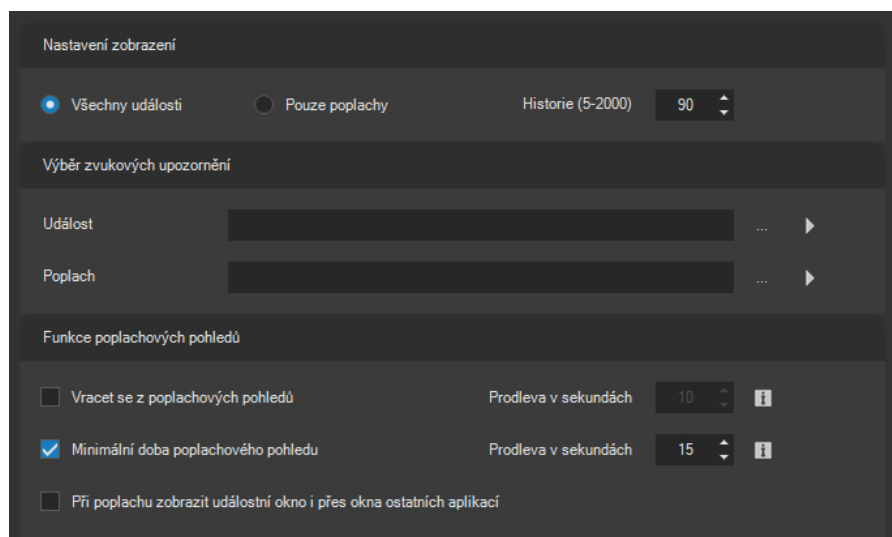 Nastavení zobrazení
Všechny události Pouze poplachy Historie (5-2000) 90
Výběr zvukových upozornění
Událost ...
Poplach ...
Funkce poplachových pohledů
Vracet se z poplachových pohledů Prodleva v sekundách 10
Minimální doba poplachového pohledu Prodleva v sekundách 15
Při poplachu zobrazit událostní okno i přes okna ostatních aplikací